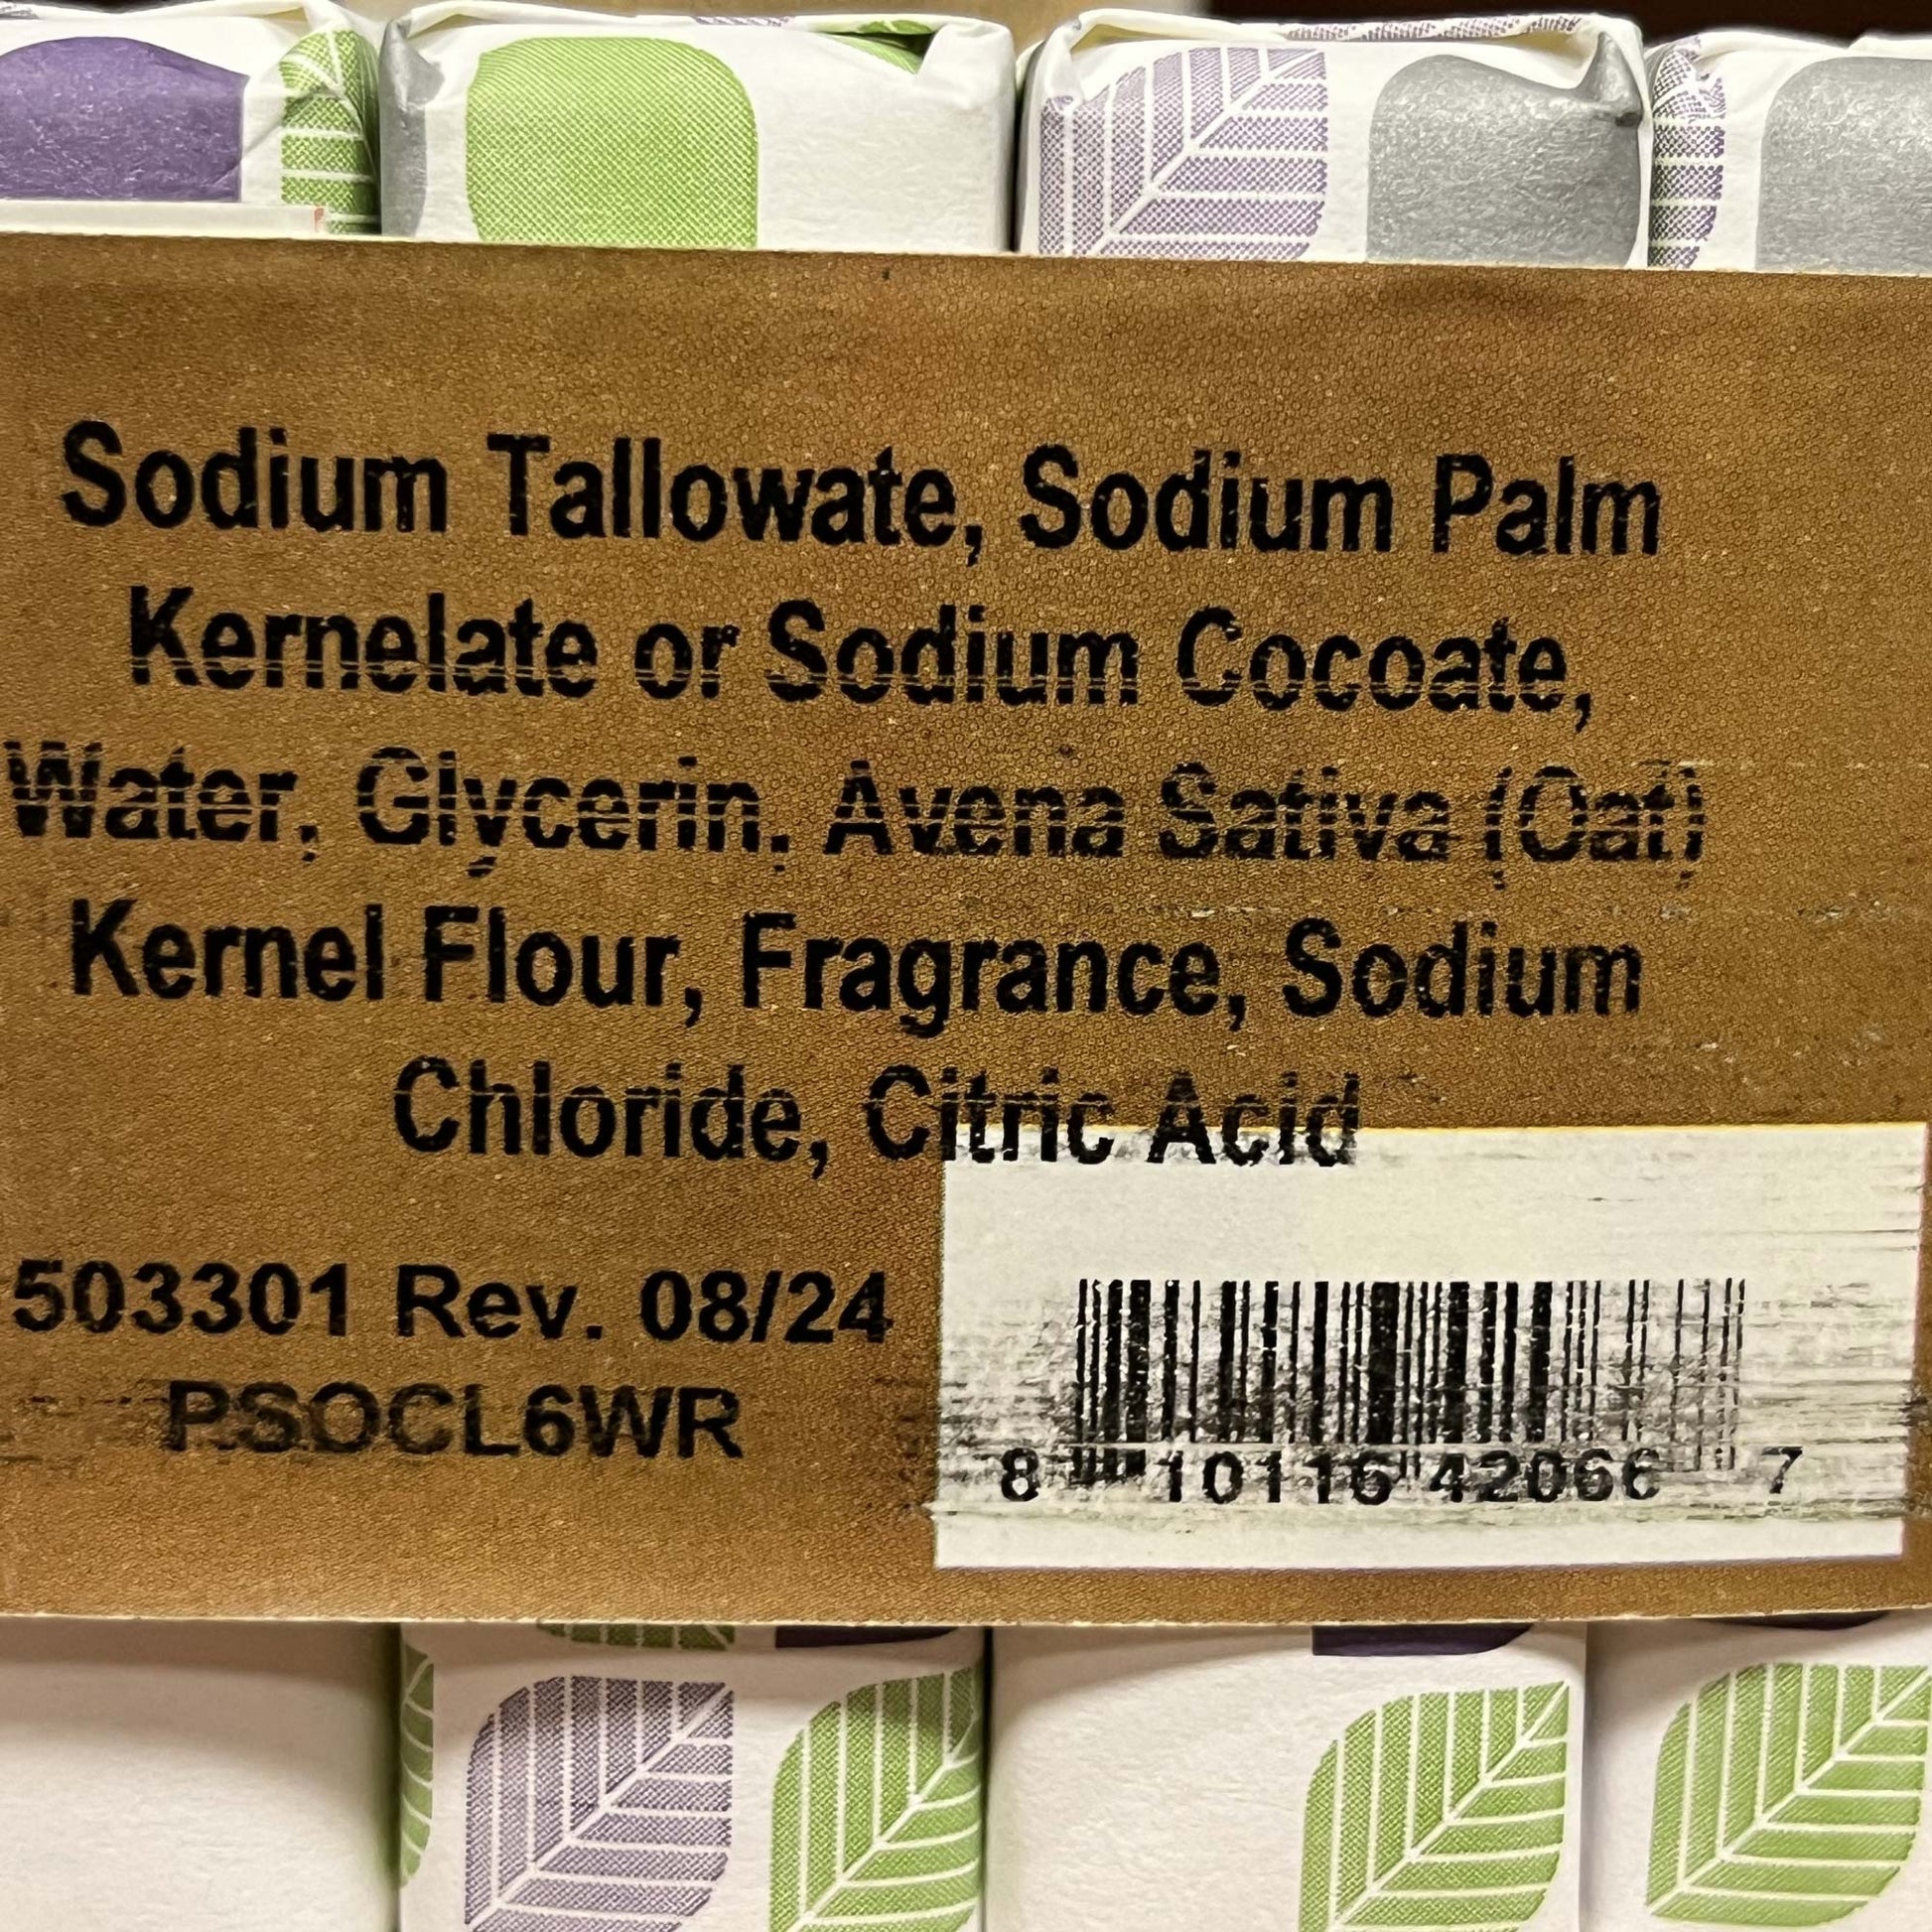 Sodium Tallowate, Sodium Palm
Kernelate or Sodium Cocoate,
Water, Glycerin, Avena Sativa (Oat)
Kernel Flour, Fragrance, Sodium
Chloride, Citric Acid
503301 Rev. 08/24
PSOCL6WR
8 10116 42066 7